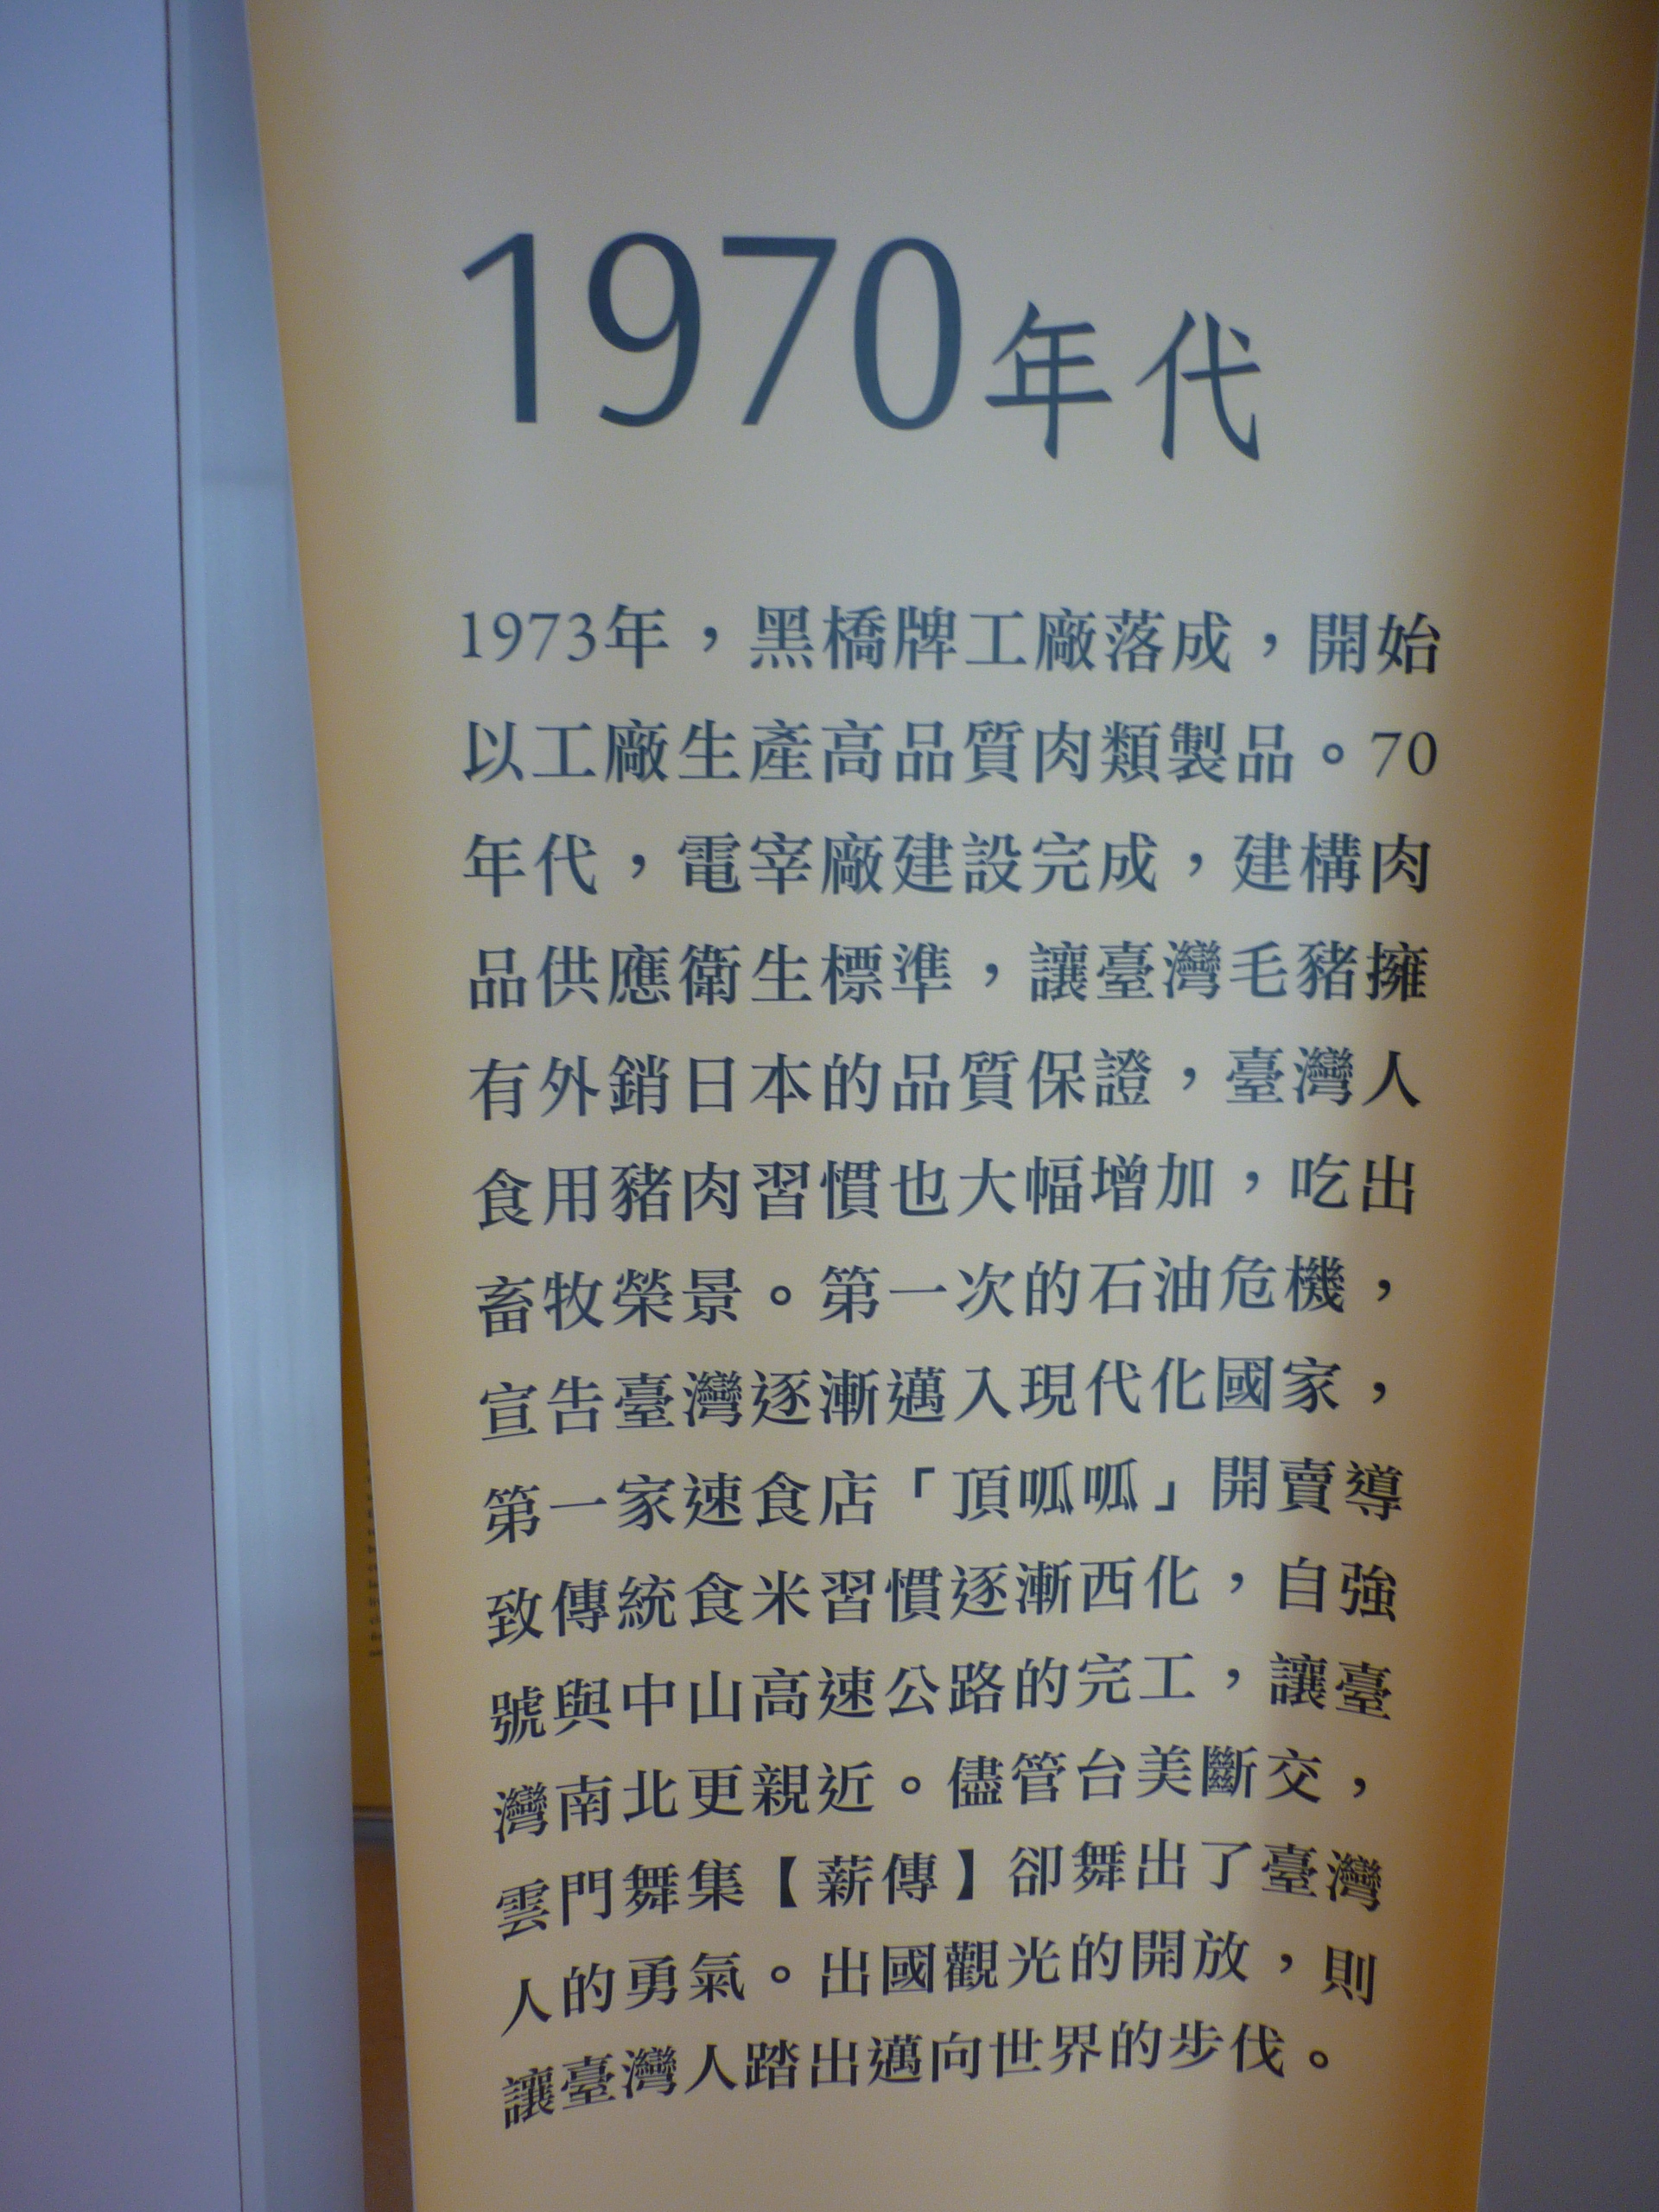 1970年代
1973年，黑橋牌工廠落成，開始
以工廠生產高品質肉類製品。70
年代，電宰廠建設完成，建構肉
品供應衛生標準，讓臺灣毛豬擁
有外銷日本的品質保證，臺灣人
食用豬肉習慣也大幅增加，吃出
畜牧榮景。第一次的石油危機，
宣告臺灣逐漸邁入現代化國家，
第一家速食店「頂呱呱」開賣導
致傳統食米習慣逐漸西化，自強
號與中山高速公路的完工，讓臺
灣南北更親近。儘管台美斷交，
雲門舞集【薪傳】卻舞出了臺灣
人的勇氣。出國觀光的開放，則
讓臺灣人踏出邁向世界的步伐。